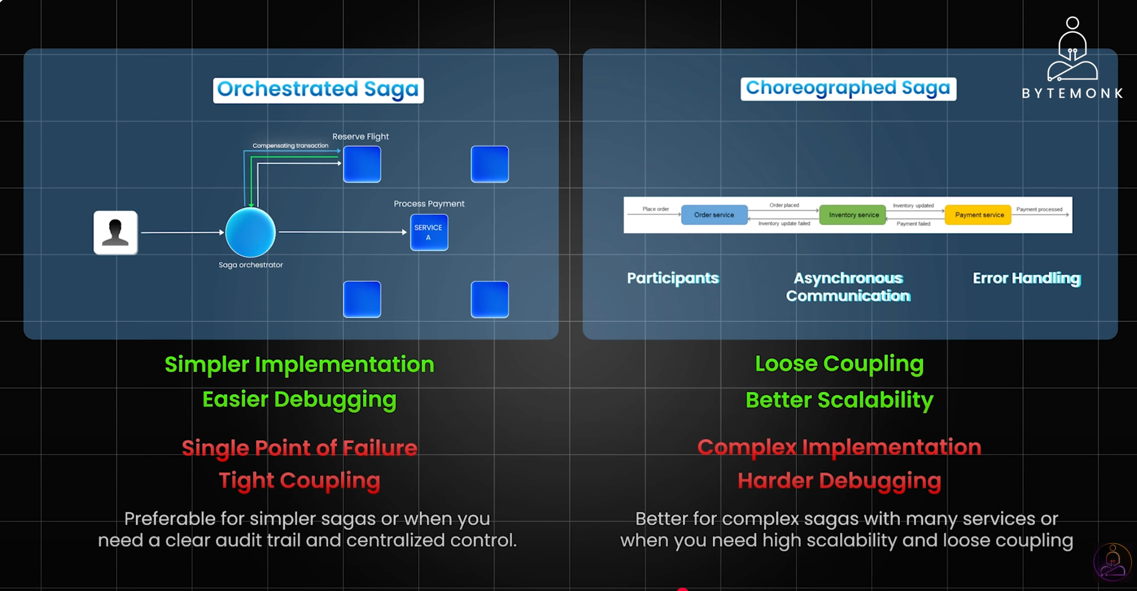 BYTEMONK
Orchestrated Saga
Reserve Flight
Compensating transaction
Process Payment
SERVICE
A
Saga orchestrator
Simpler Implementation
Easier Debugging
Single Point of Failure
Tight Coupling
Preferable for simpler sagas or when you
need a clear audit trail and centralized control.
Choreographed Saga
Place order
Order service
Order placed
Inventory update failed
Inventory service
Inventory updated
Payment failed
Payment service
Payment processed
Participants
Asynchronous
Communication
Error Handling
Loose Coupling
Better Scalability
Complex Implementation
Harder Debugging
Better for complex sagas with many services or
when you need high scalability and loose coupling